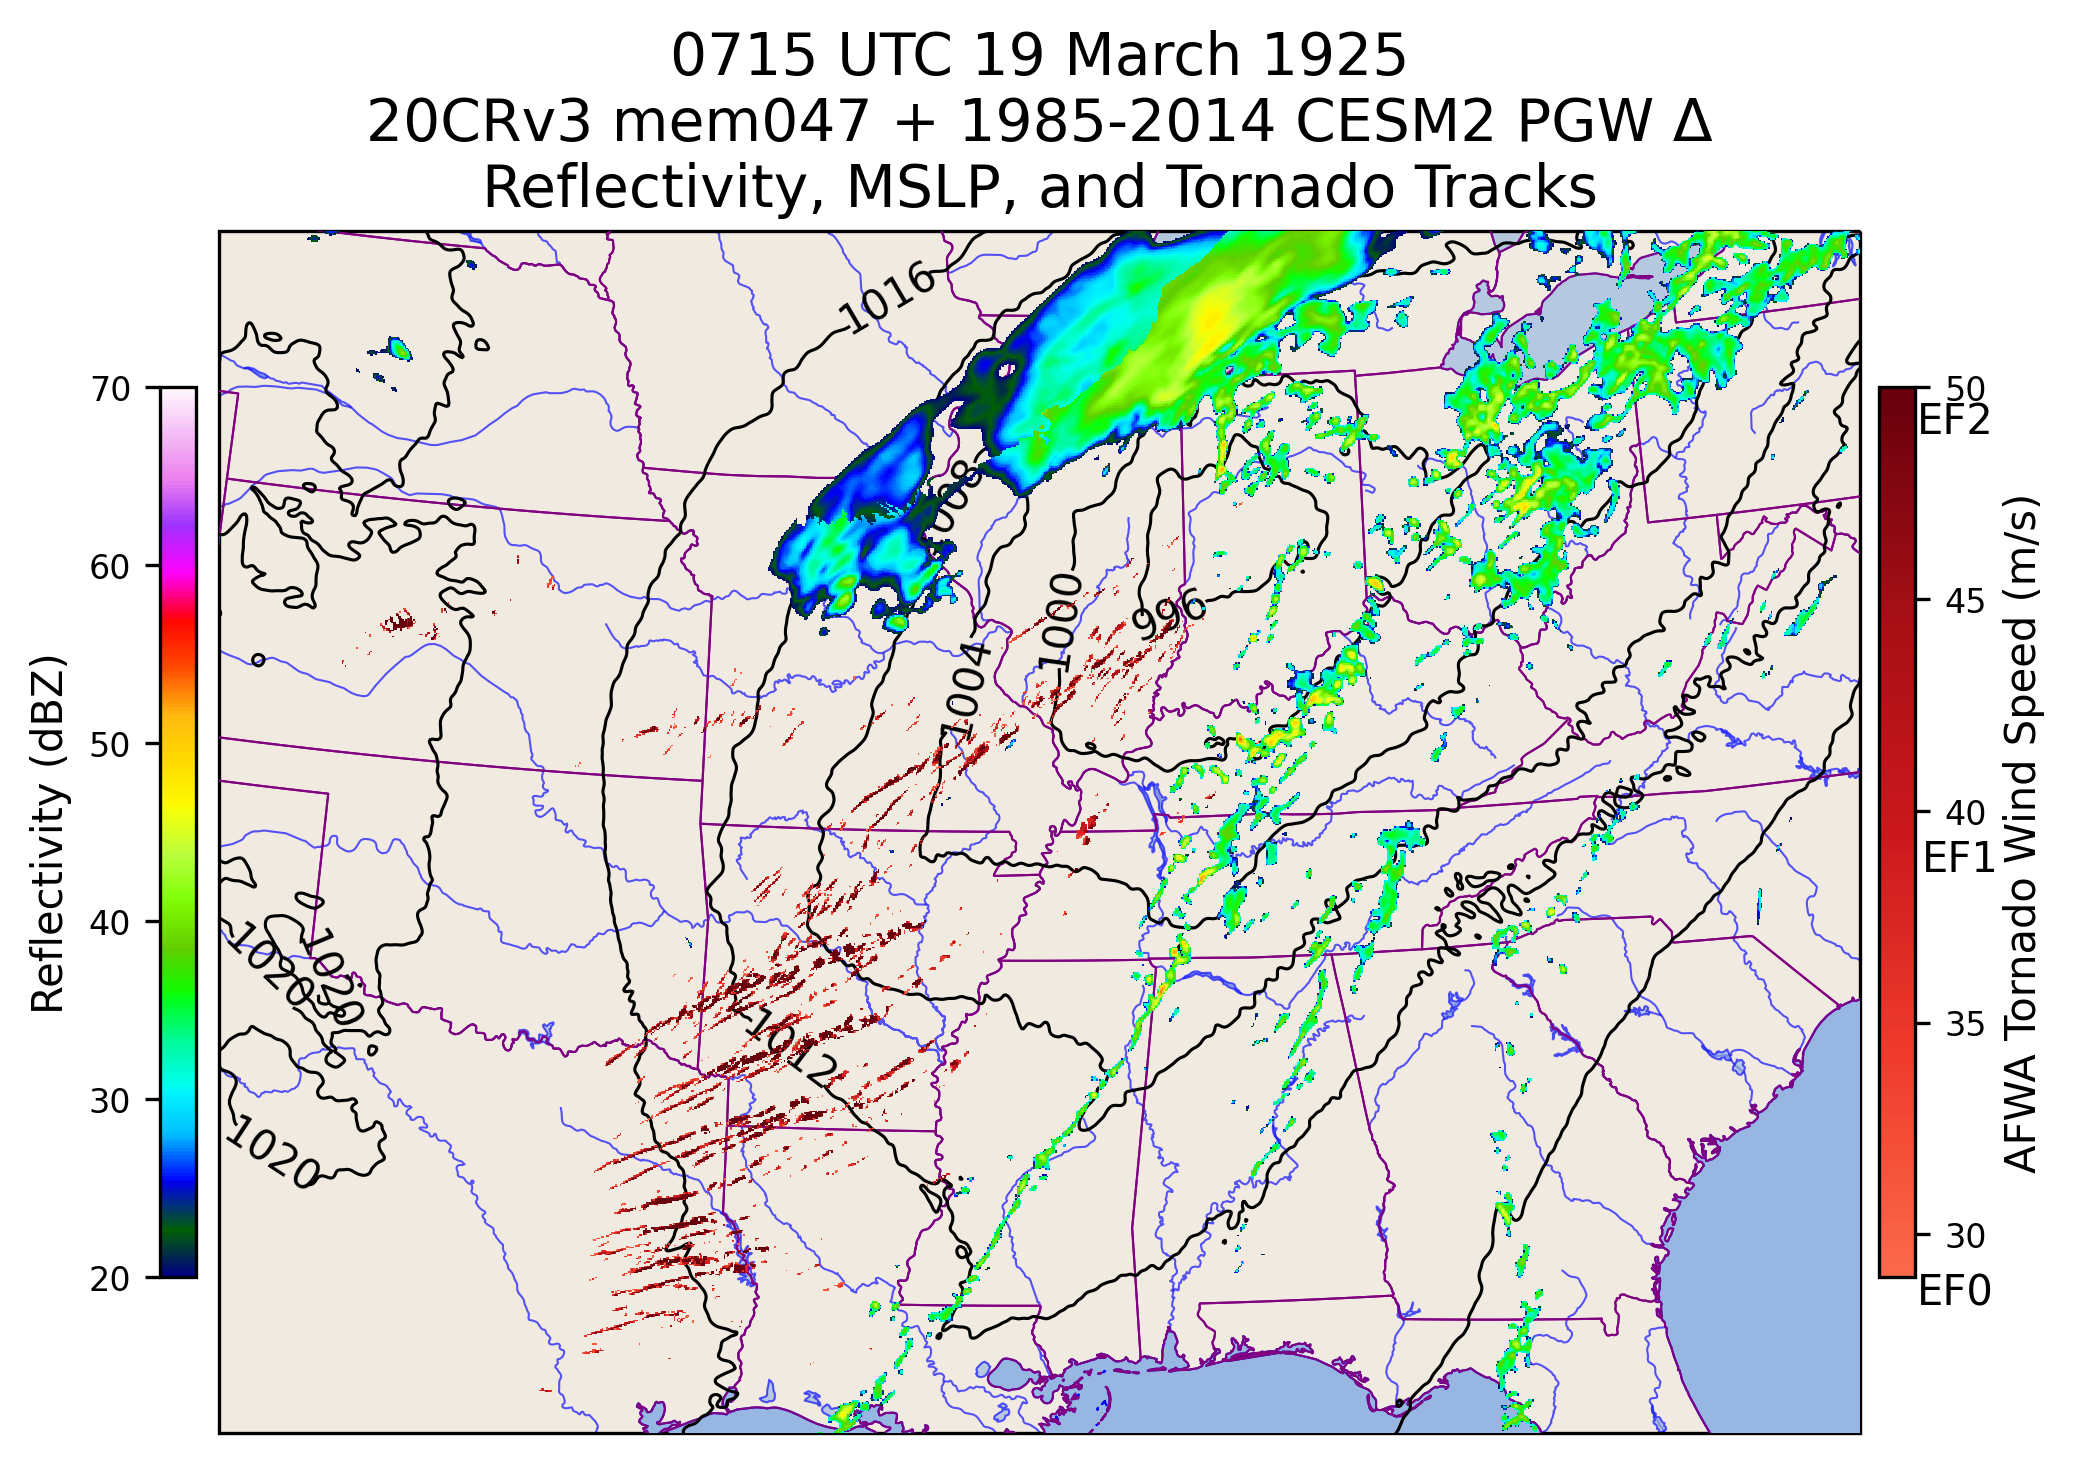 0715 UTC 19 March 1925
20CRv3 mem047 + 1985-2014 CESM2 PGW Δ
Reflectivity, MSLP, and Tornado Tracks
Reflectivity (dBZ)
70
60
50
40
30
20
1016
1008
1000
996
1004
1020
1020
1012
1020
50
EF2
45
40
EF1
35
30
EF0
AFWA Tornado Wind Speed (m/s)